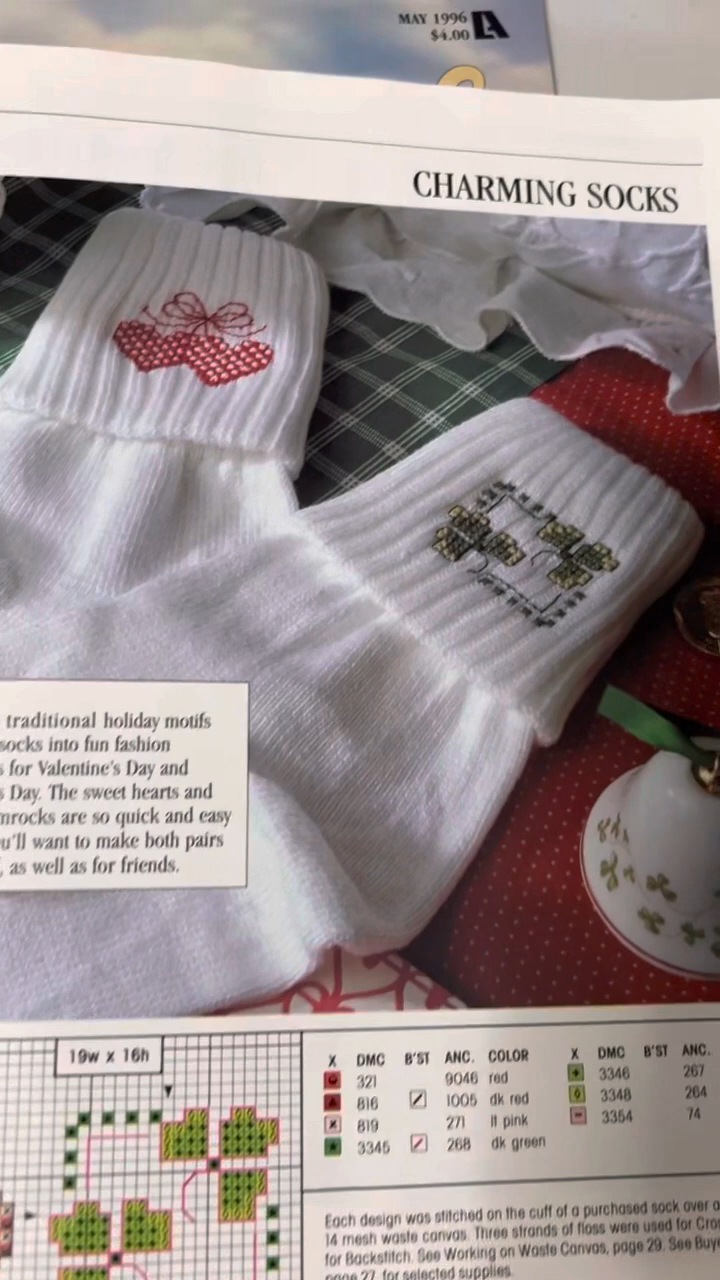 MAY 1996
$4.00
CHARMING SOCKS
traditional holiday motifs
socks into fun fashion
for Valentine's Day and
Day. The sweet hearts and
are so quick and easy
want to make both pairs
as well as for friends.
19w x 16h
X DMC B'ST ANC. COLOR
321 9046 red
816 1005 dk red
819 271 lt pink
3345 268 dk green
X DMC B'ST ANC.
3346 267
3348 264
3354 74
Each design was stitched on the cuff of a purchased sock over
14 mesh waste canvas. Three strands of floss were used for
for Backstitch. See Working on Waste Canvas, page 29. See
page 27, for selected supplies.